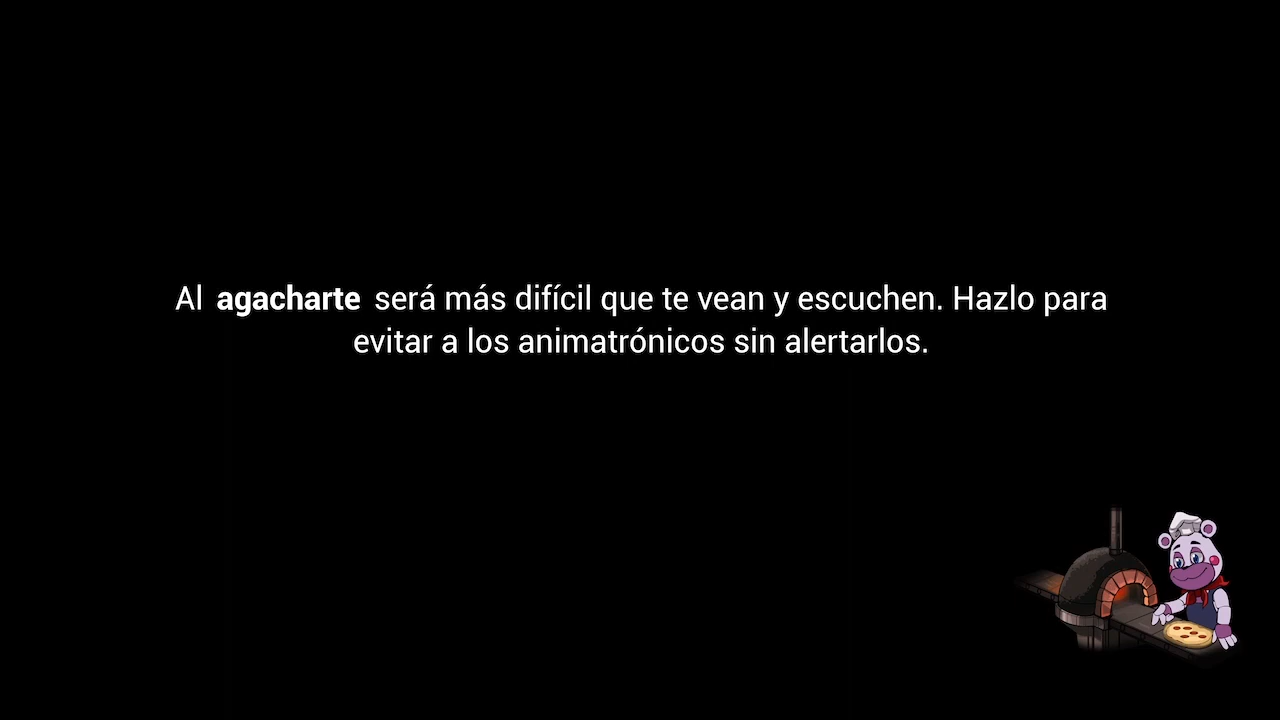 Al agacharte será más difícil que te vean y escuchen. Hazlo para
evitar a los animatrónicos sin alertarlos.